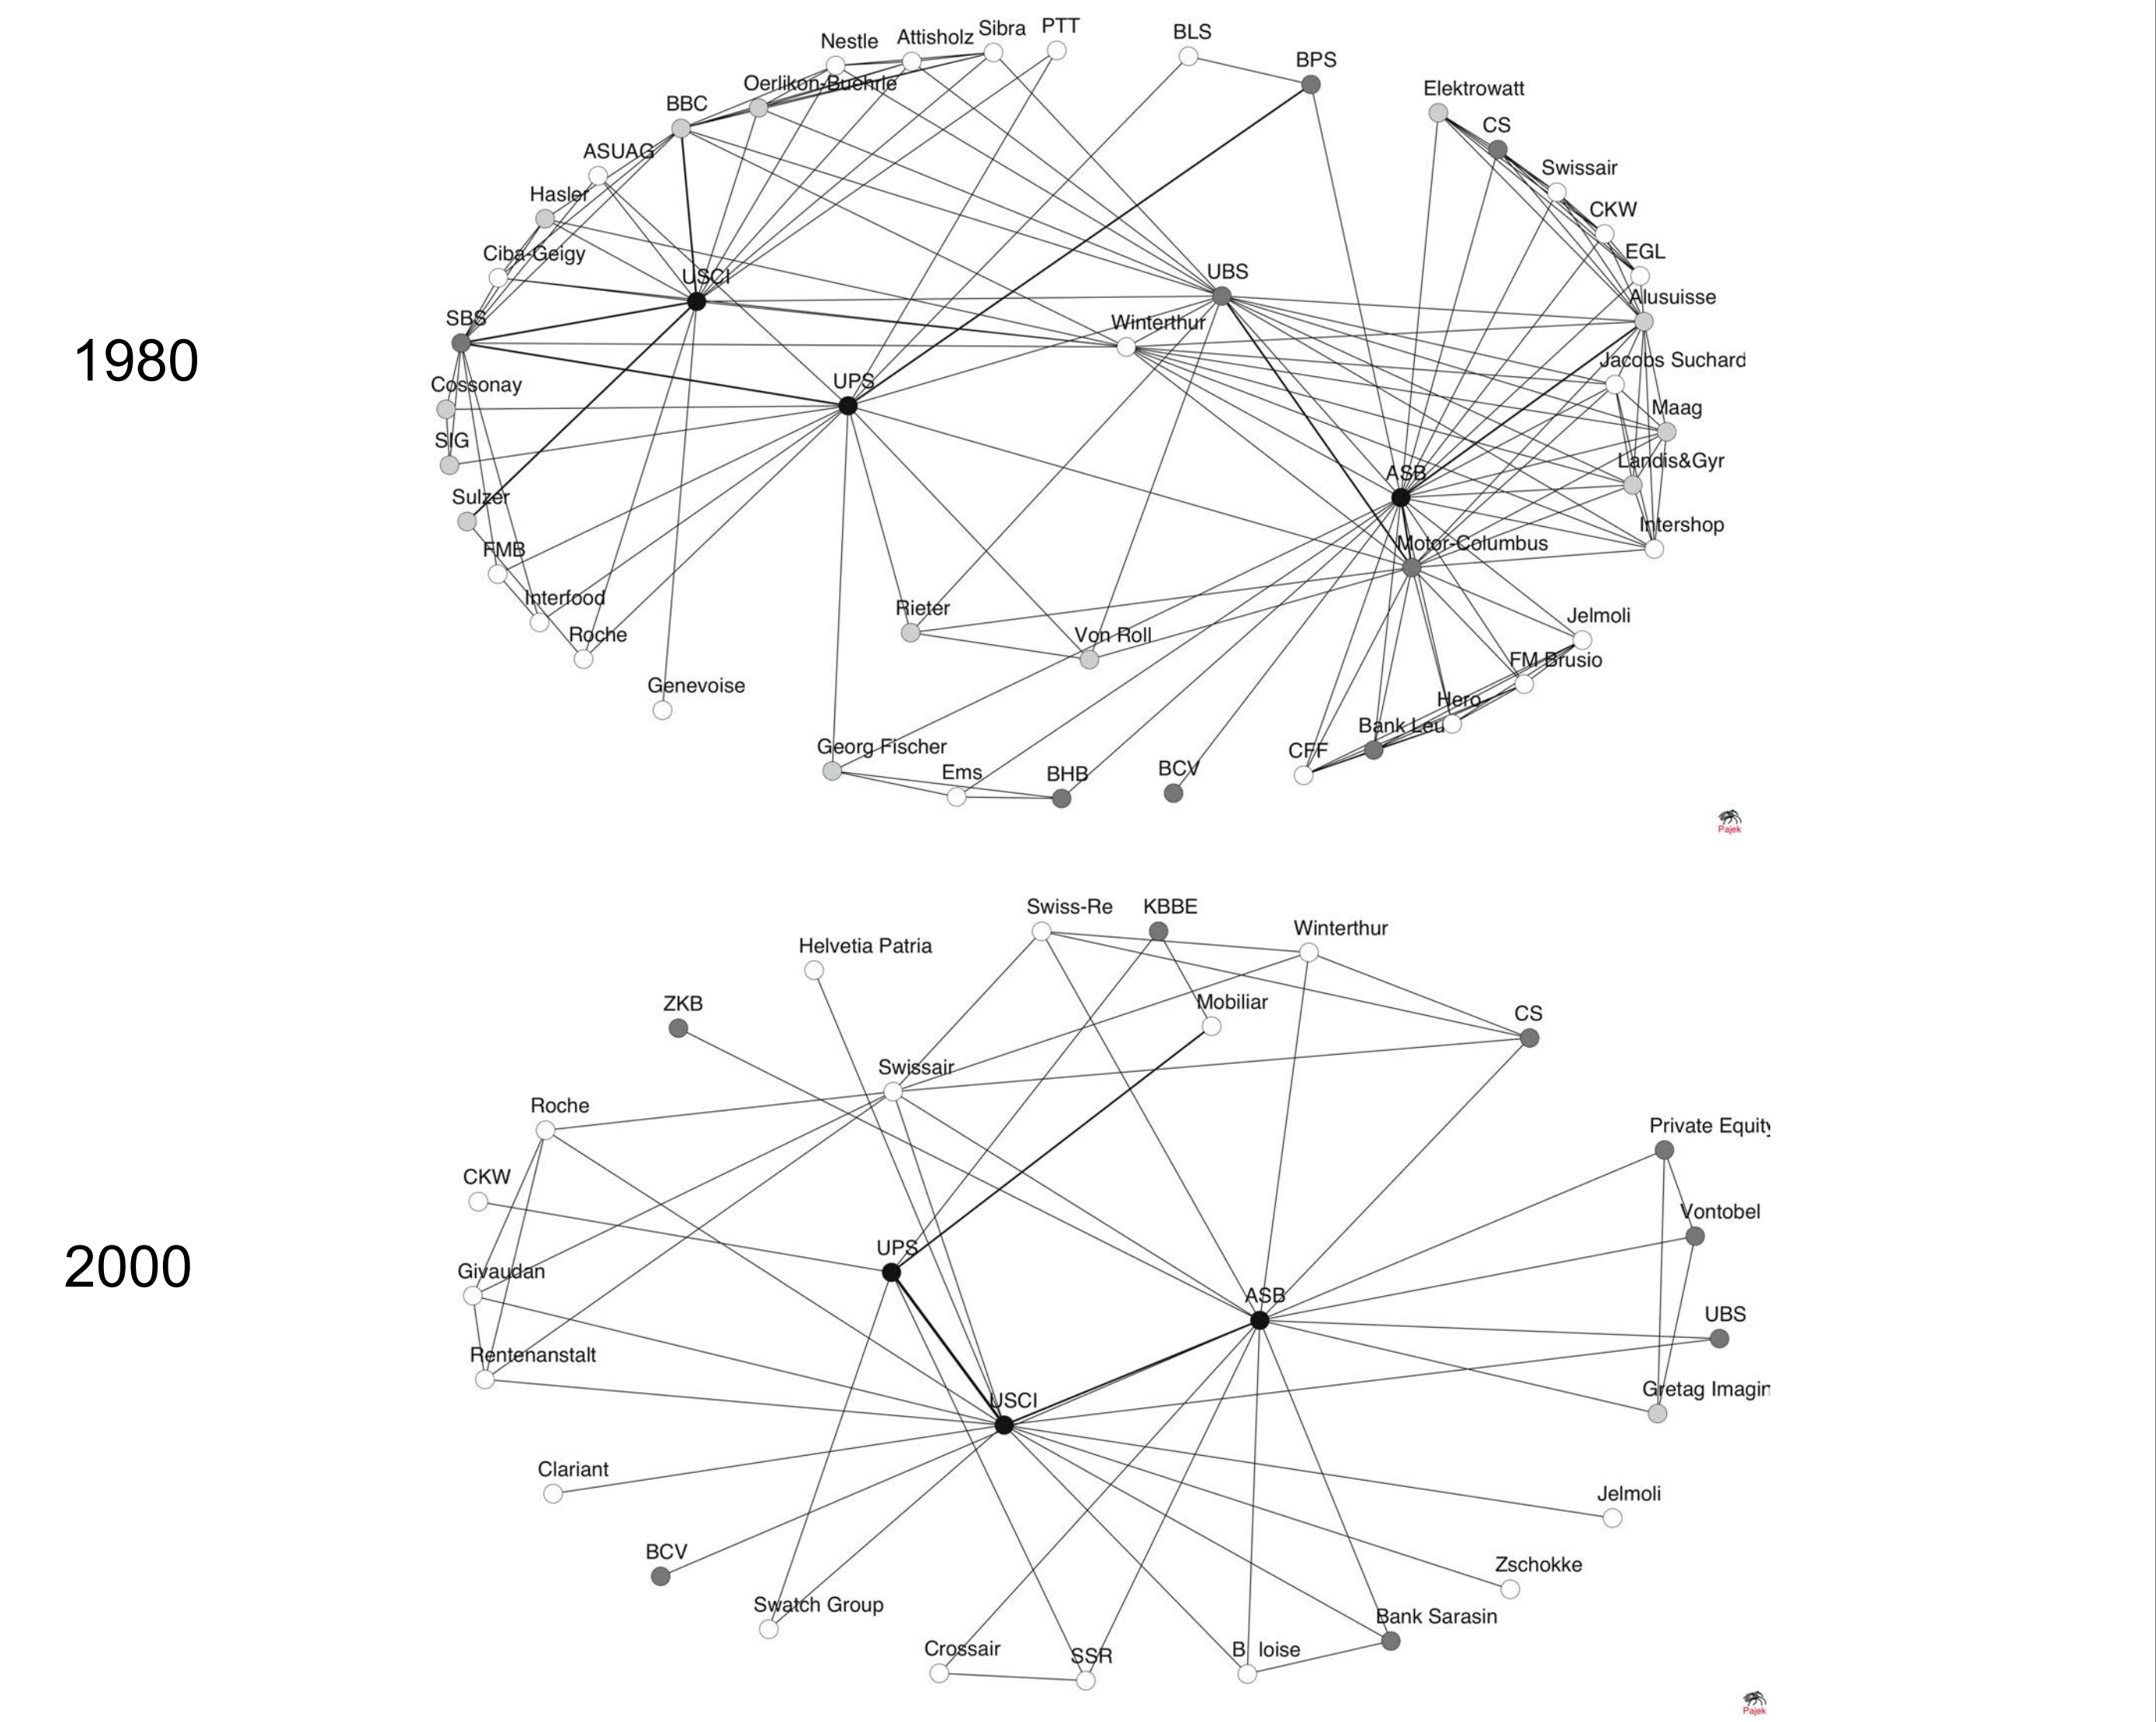 1980
Nestle
Attisholz
Sibra
PTT
BLS
BPS
Oerlikon-Buehrle
BBC
Elektrowatt
CS
ASUAG
Swissair
Hasler
CKW
Ciba-Geigy
EGL
USCI
UBS
Alusuisse
SBS
Winterthur
Jacobs Suchard
Cossonay
UPS
Maag
SIG
Landis&Gyr
ASB
Sulzer
Intershop
FMB
Motor-Columbus
Interfood
Rieter
Jelmoli
Roche
Von Roll
FM Brusio
Genevoise
Hero
Bank Leu
Georg Fischer
CFF
Ems
BHB
BCV
Pajek
2000
Swiss-Re
KBBE
Winterthur
Helvetia Patria
ZKB
Mobiliar
CS
Swissair
Roche
Private Equity
CKW
Vontobel
UPS
Givaudan
ASB
UBS
Rentenanstalt
Gretag Imagin
USCI
Clariant
Jelmoli
BCV
Zschokke
Swatch Group
Bank Sarasin
Crossair
SSR
B loise
Pajek